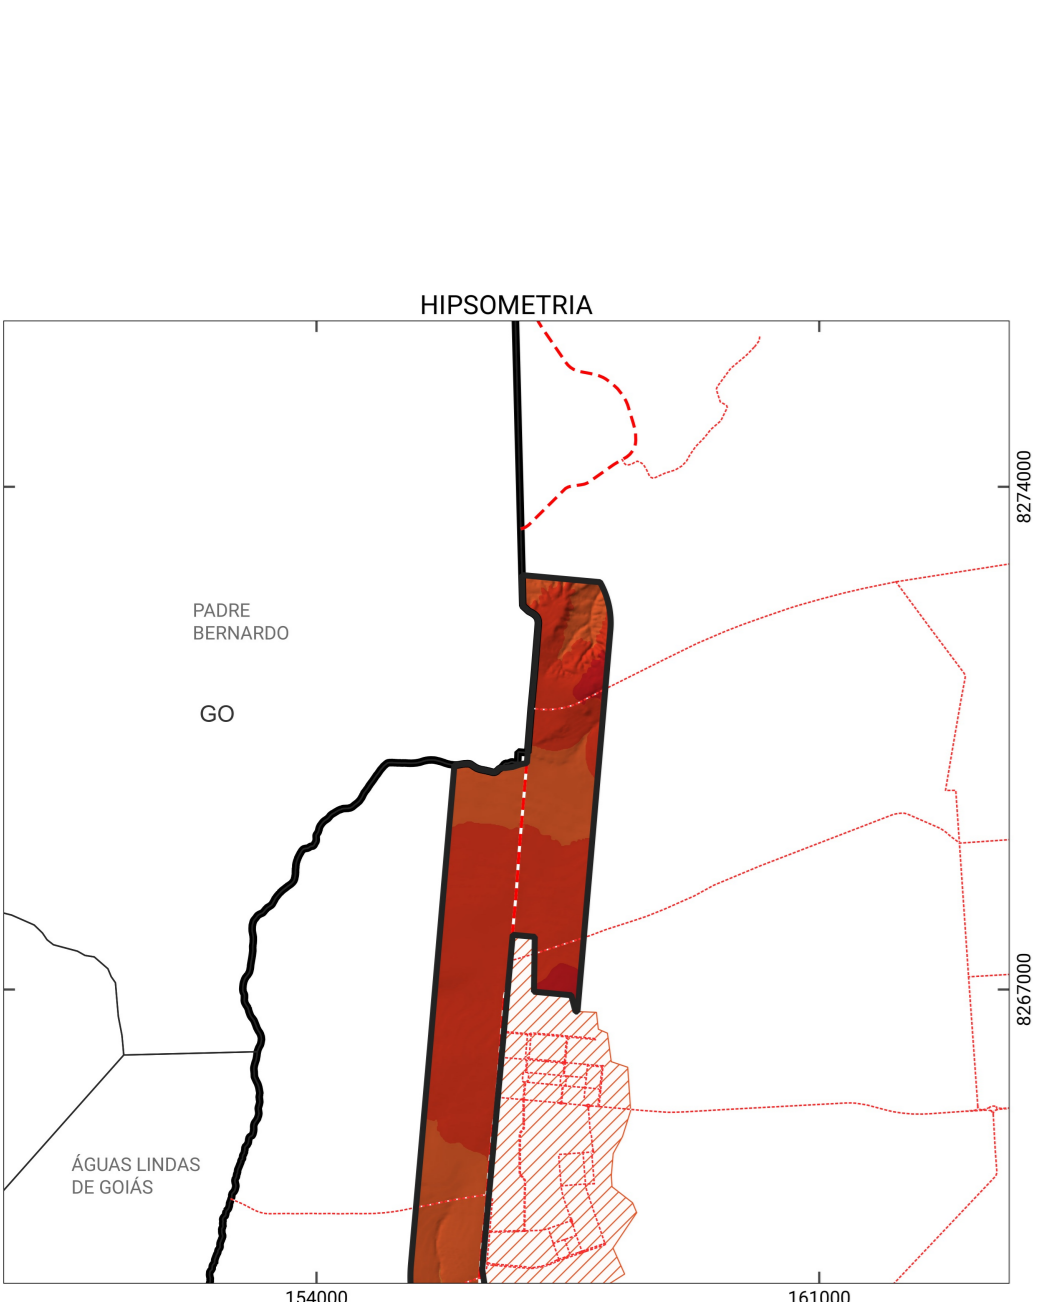 HIPSOMETRIA
8274000
PADRE
BERNARDO
GO
8267000
ÁGUAS LINDAS
DE GOIÁS
154000
161000